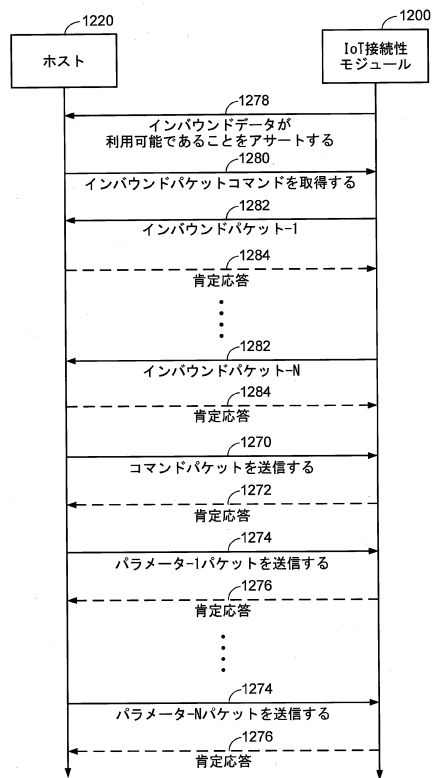 1220
1200
ホスト
IoT接続性
モジュール
1278
インバウンドデータが
利用可能であることをアサートする
1280
インバウンドパケットコマンドを取得する
1282
インバウンドパケット-1
1284
肯定応答
1282
インバウンドパケット-N
1284
肯定応答
1270
コマンドパケットを送信する
1272
肯定応答
1274
パラメーター-1パケットを送信する
1276
肯定応答
1274
パラメーター-Nパケットを送信する
1276
肯定応答